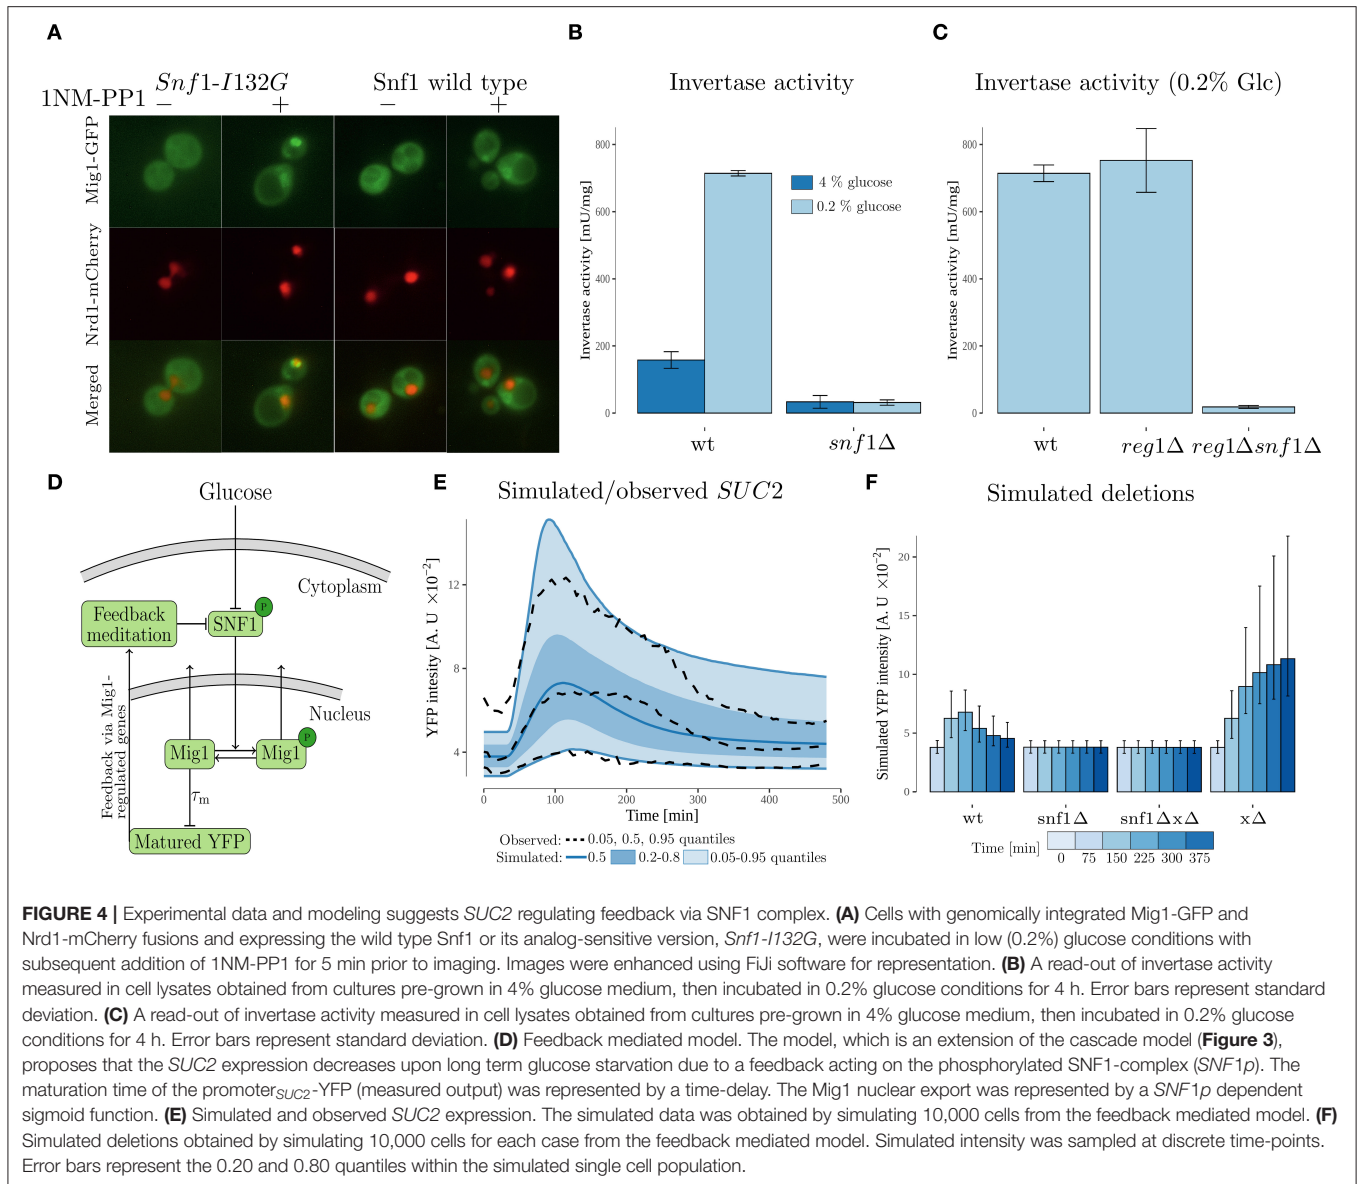 A
Snf1-I132G
Snf1 wild type
1NM-PP1
− + − +
Mig1-GFP
Nrd1-mCherry
Merged
B
Invertase activity
Invertase activity [mU/mg]
800
600
400
200
0
4 % glucose
0.2 % glucose
wt
snf1Δ
C
Invertase activity (0.2% Glc)
Invertase activity [mU/mg]
800
600
400
200
0
wt
reg1Δ
reg1Δsnf1Δ
D
Glucose
Cytoplasm
Feedback
meditation
SNF1
P
Nucleus
Feedback via Mig1-
regulated genes
Mig1
Mig1
P
τm
Matured YFP
E
Simulated/observed SUC2
YFP intesity [A. U ×10−2]
12
8
4
0 100 200 300 400 500
Time [min]
Observed: 0.05, 0.5, 0.95 quantiles
Simulated: 0.5 0.2-0.8 0.05-0.95 quantiles
F
Simulated deletions
Simulated YFP intensity [A. U ×10−2]
20
15
10
5
0
wt
snf1Δ
snf1ΔxΔ
xΔ
Time [min]
0 75 150 225 300 375
FIGURE 4 | Experimental data and modeling suggests SUC2 regulating feedback via SNF1 complex. (A) Cells with genomically integrated Mig1-GFP and
Nrd1-mCherry fusions and expressing the wild type Snf1 or its analog-sensitive version, Snf1-I132G, were incubated in low (0.2%) glucose conditions with
subsequent addition of 1NM-PP1 for 5 min prior to imaging. Images were enhanced using FiJi software for representation. (B) A read-out of invertase activity
measured in cell lysates obtained from cultures pre-grown in 4% glucose medium, then incubated in 0.2% glucose conditions for 4 h. Error bars represent standard
deviation. (C) A read-out of invertase activity measured in cell lysates obtained from cultures pre-grown in 4% glucose medium, then incubated in 0.2% glucose
conditions for 4 h. Error bars represent standard deviation. (D) Feedback mediated model. The model, which is an extension of the cascade model (Figure 3),
proposes that the SUC2 expression decreases upon long term glucose starvation due to a feedback acting on the phosphorylated SNF1-complex (SNF1p). The
maturation time of the promoterSUC2-YFP (measured output) was represented by a time-delay. The Mig1 nuclear export was represented by a SNF1p dependent
sigmoid function. (E) Simulated and observed SUC2 expression. The simulated data was obtained by simulating 10,000 cells from the feedback mediated model. (F)
Simulated deletions obtained by simulating 10,000 cells for each case from the feedback mediated model. Simulated intensity was sampled at discrete time-points.
Error bars represent the 0.20 and 0.80 quantiles within the simulated single cell population.